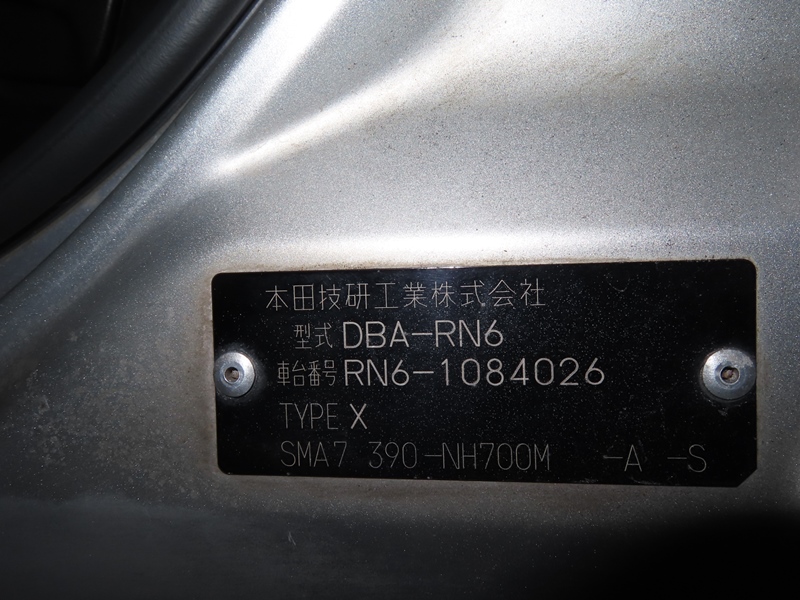 本田技研工業株式会社
型式 DBA-RN6
車台番号 RN6-1084026
TYPE X
SMA7 390-NH700M -A -S